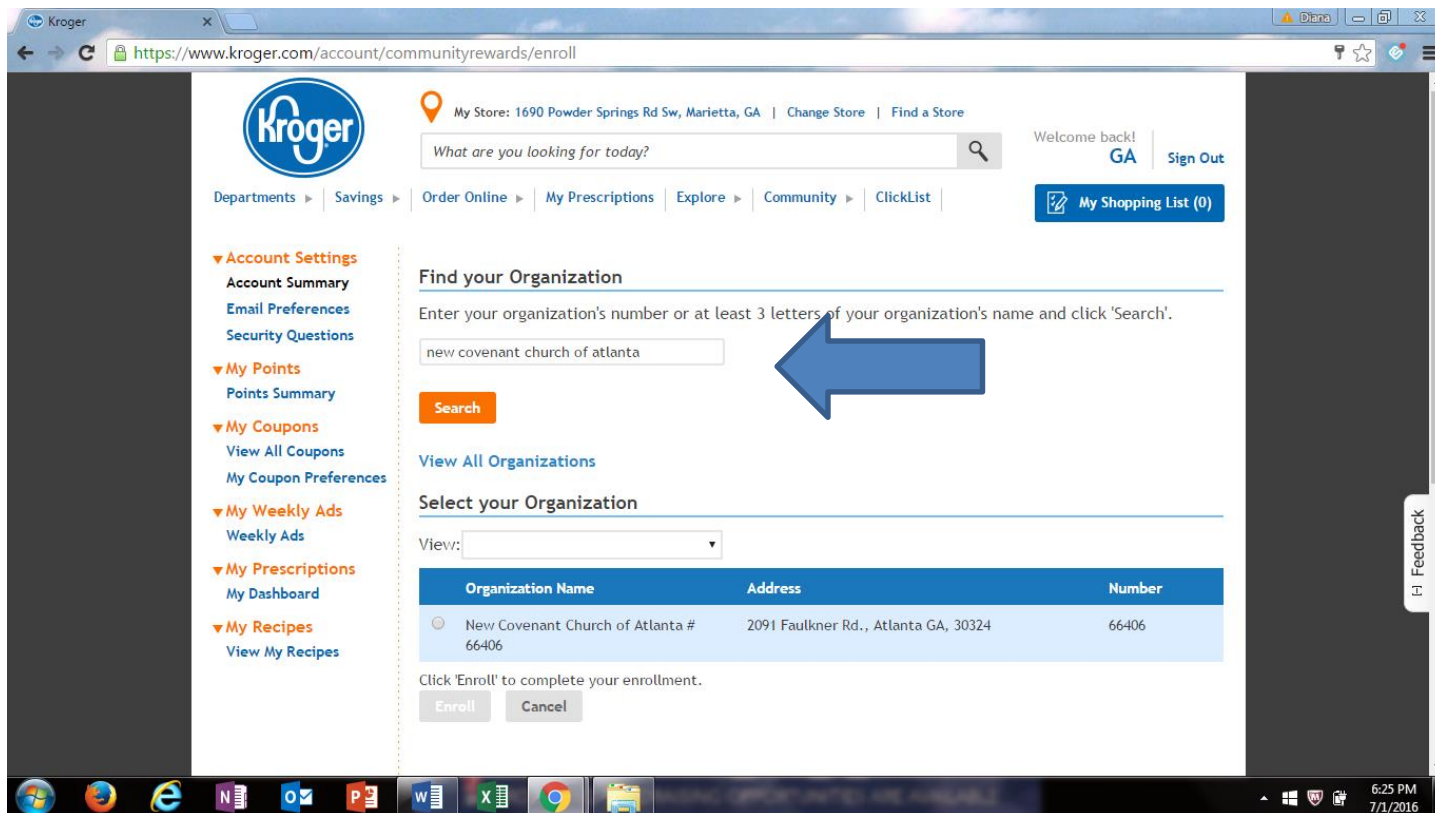 Kroger
Diana
https://www.kroger.com/account/communityrewards/enroll
Kroger
My Store: 1690 Powder Springs Rd Sw, Marietta, GA | Change Store | Find a Store
What are you looking for today?
Welcome back!
GA
Sign Out
Departments Savings Order Online My Prescriptions Explore Community ClickList
My Shopping List (0)
Account Settings
Account Summary
Email Preferences
Security Questions
My Points
Points Summary
My Coupons
View All Coupons
My Coupon Preferences
My Weekly Ads
Weekly Ads
My Prescriptions
My Dashboard
My Recipes
View My Recipes
Find your Organization
Enter your organization's number or at least 3 letters of your organization's name and click 'Search'.
new covenant church of atlanta
Search
View All Organizations
Select your Organization
View:
Organization Name Address Number
New Covenant Church of Atlanta # 2091 Faulkner Rd., Atlanta GA, 30324 66406
66406
Click 'Enroll' to complete your enrollment.
Enroll Cancel
[-] Feedback
6:25 PM
7/1/2016